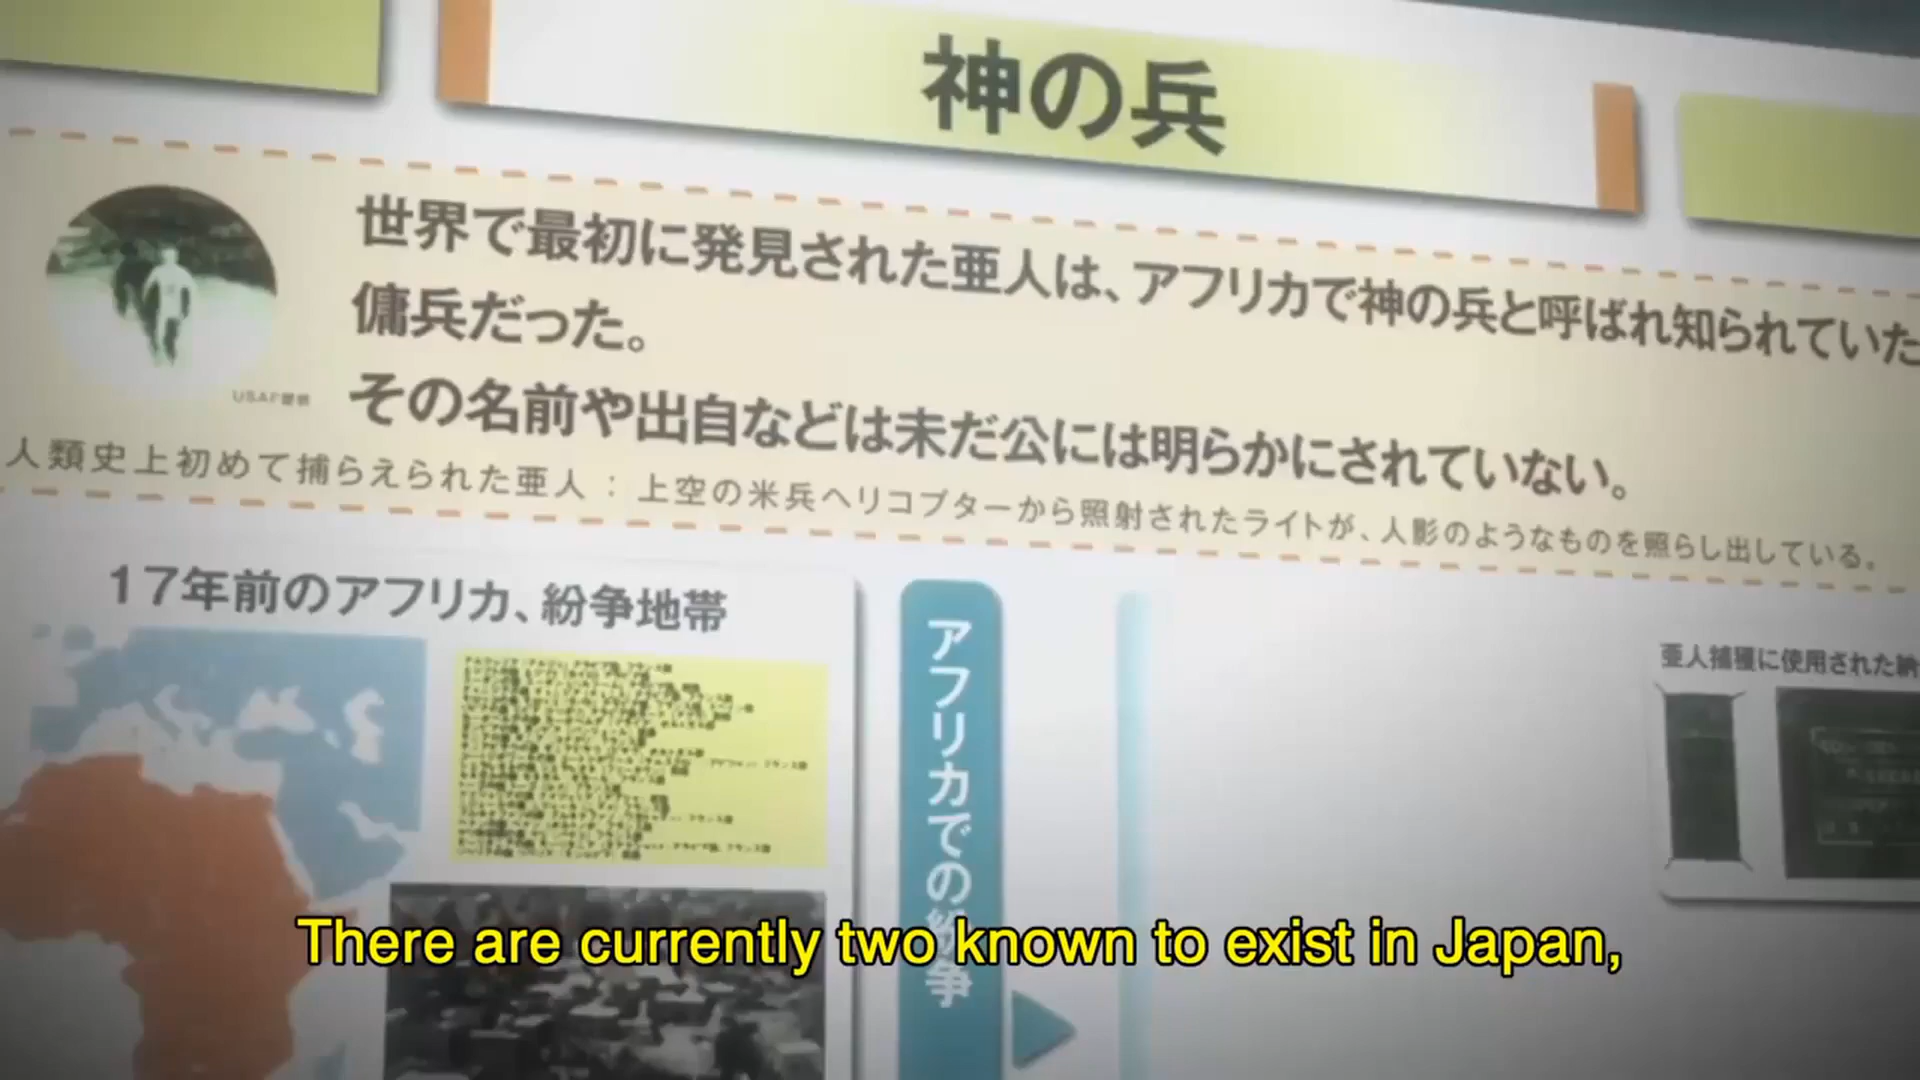 神の兵
世界で最初に発見された亜人は、アフリカで神の兵と呼ばれ知られていた
傭兵だった。
その名前や出自などは未だ公には明らかにされていない。
USAF提供
人類史上初めて捕らえられた亜人：上空の米兵ヘリコプターから照射されたライトが、人影のようなものを照らし出している。
17年前のアフリカ、紛争地帯
アフリカでの紛争
亜人捕獲に使用された納
There are currently two known to exist in Japan,